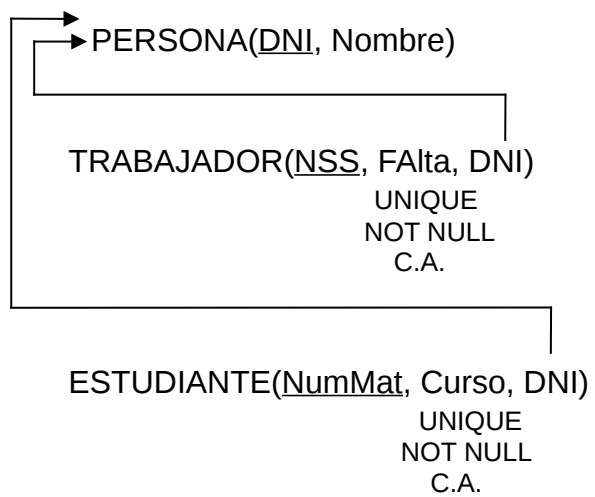 PERSONA(DNI, Nombre)
TRABAJADOR(NSS, FAlta, DNI)
UNIQUE
NOT NULL
C.A.
ESTUDIANTE(NumMat, Curso, DNI)
UNIQUE
NOT NULL
C.A.